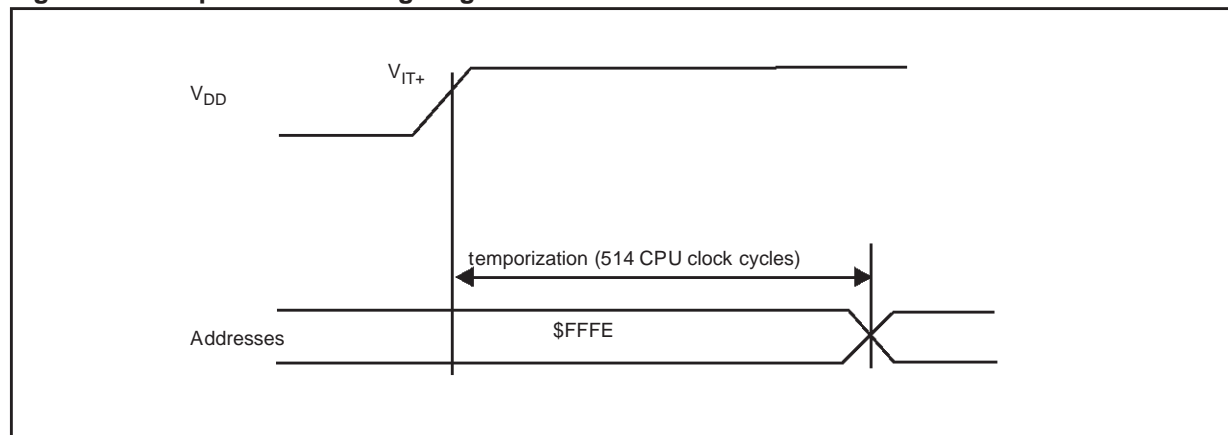 V_IT+
V_DD
temporization (514 CPU clock cycles)
$FFFE
Addresses